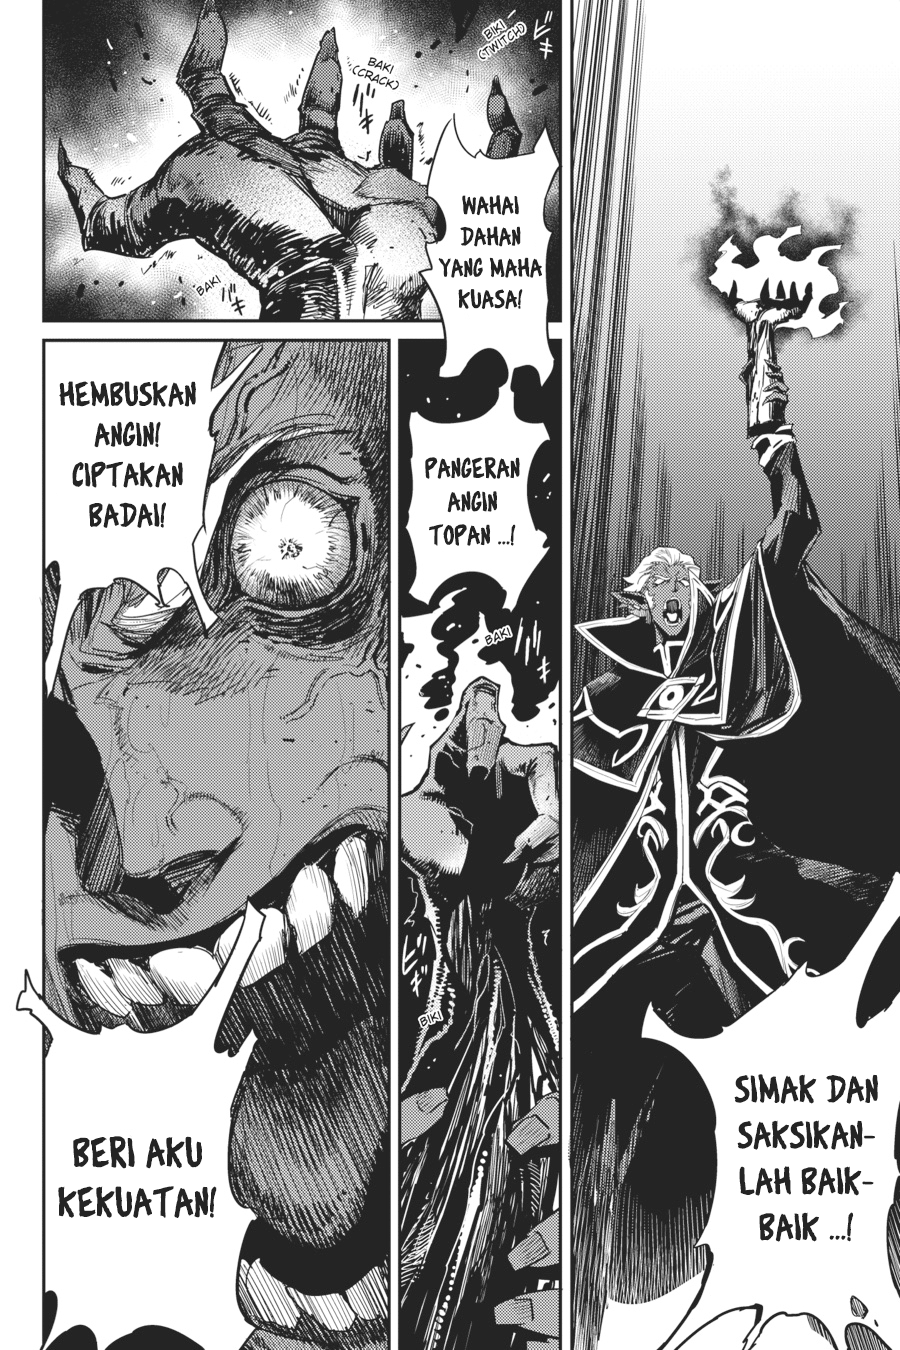 SIMAK DAN
SAKSIKAN-
LAH BAIK-
BAIK ...!
BIKI
(TWITCH)
BAKI
(CRACK)
BAKI
WAHAI
DAHAN
YANG MAHA
KUASA!
PANGERAN
ANGIN
TOPAN ...!
BAKI
BIKI
HEMBUSKAN
ANGIN!
CIPTAKAN
BADAI!
BERI AKU
KEKUATAN!